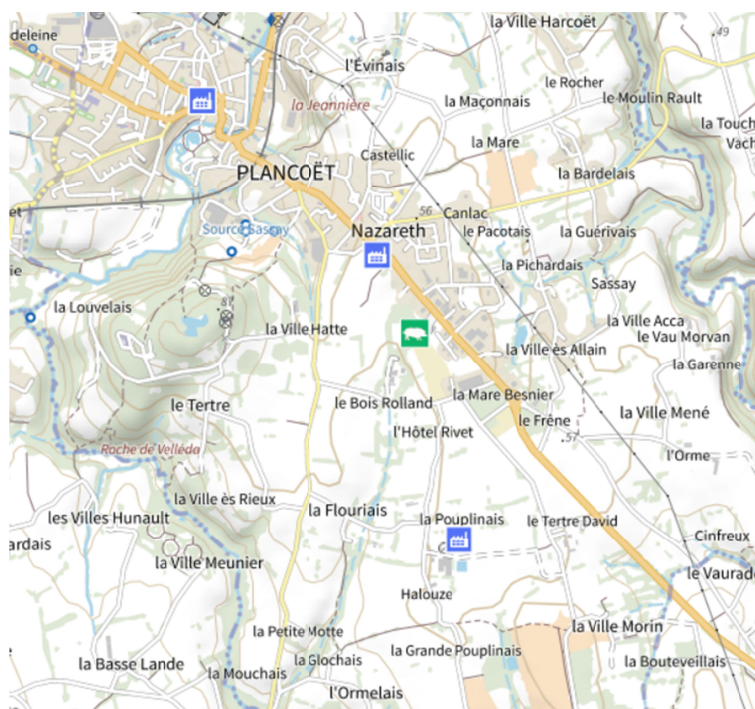 la Ville Harcoët
49
deleine
l'Évinais
le Rocher
la Jeannière
la Maçonnais
le Moulin Rault
la Touch
Vach
Castellic
la Mare
PLANCOËT
la Bardelais
56
Canlac
et
Source Sassay
Nazareth
le Pacotais
la Guérivais
la Pichardais
rie
Sassay
la Louvelais
la Ville Hatte
la Ville Acca
le Vau Morvan
la Ville ès Allain
la Garenne
le Tertre
le Bois Rolland
la Mare Besnier
la Ville Mené
le Frêne
l'Hôtel Rivet
57
l'Orme
Roche de Velléda
la Ville ès Rieux
la Flouriais
les Villes Hunault
la Pouplinais
le Tertre David
ardais
Cinfreux
la Ville Meunier
le Vaurade
Halouze
la Petite Motte
la Ville Morin
la Basse Lande
la Glochais
la Grande Pouplinais
la Bouteveillais
la Mouchais
l'Ormelais